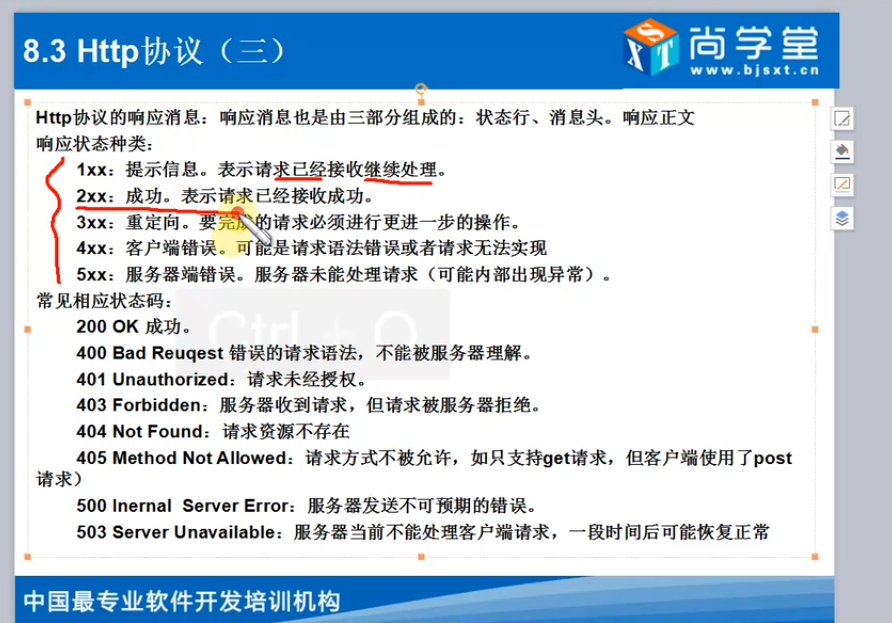 8.3 Http协议（三）
XST 尚学堂
www.bjsxt.cn
Http协议的响应消息：响应消息也是由三部分组成的：状态行、消息头。响应正文
响应状态种类：
1xx：提示信息。表示请求已经接收继续处理。
2xx：成功。表示请求已经接收成功。
3xx：重定向。要完成的请求必须进行更进一步的操作。
4xx：客户端错误。可能是请求语法错误或者请求无法实现
5xx：服务器端错误。服务器未能处理请求（可能内部出现异常）。
常见相应状态码：
200 OK 成功。
400 Bad Reuqest 错误的请求语法，不能被服务器理解。
401 Unauthorized：请求未经授权。
403 Forbidden：服务器收到请求，但请求被服务器拒绝。
404 Not Found：请求资源不存在
405 Method Not Allowed：请求方式不被允许，如只支持get请求，但客户端使用了post
请求）
500 Inernal  Server Error：服务器发送不可预期的错误。
503 Server Unavailable：服务器当前不能处理客户端请求，一段时间后可能恢复正常
中国最专业软件开发培训机构